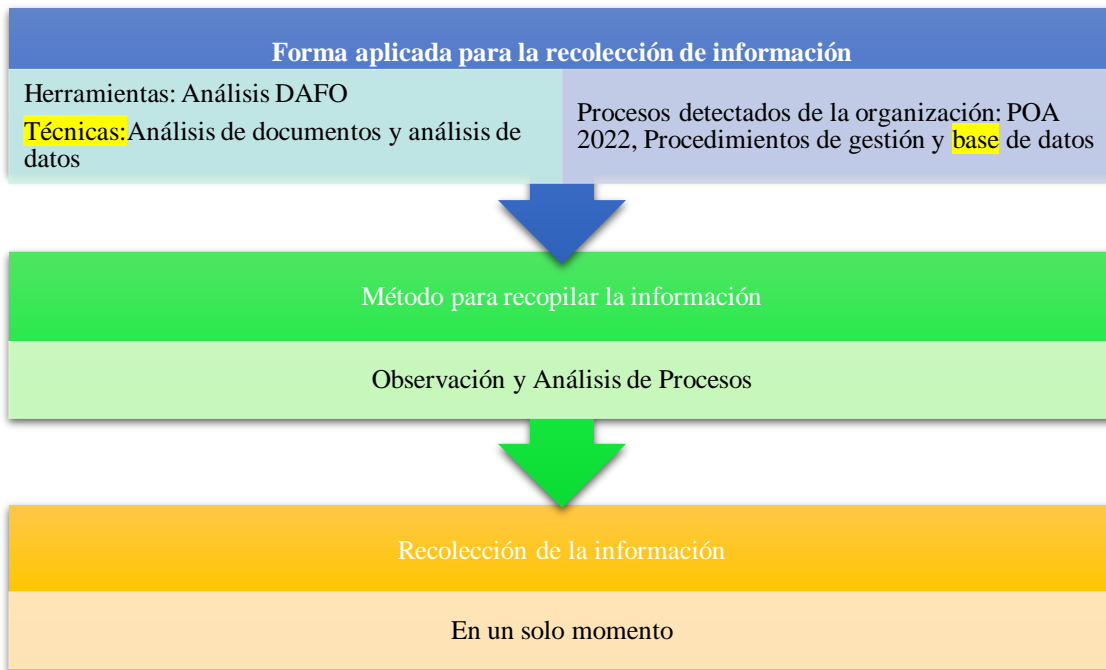 Forma aplicada para la recolección de información
Herramientas: Análisis DAFO
Técnicas:Análisis de documentos y análisis de
datos
Procesos detectados de la organización: POA
2022, Procedimientos de gestión y base de datos
Método para recopilar la información
Observación y Análisis de Procesos
Recolección de la información
En un solo momento